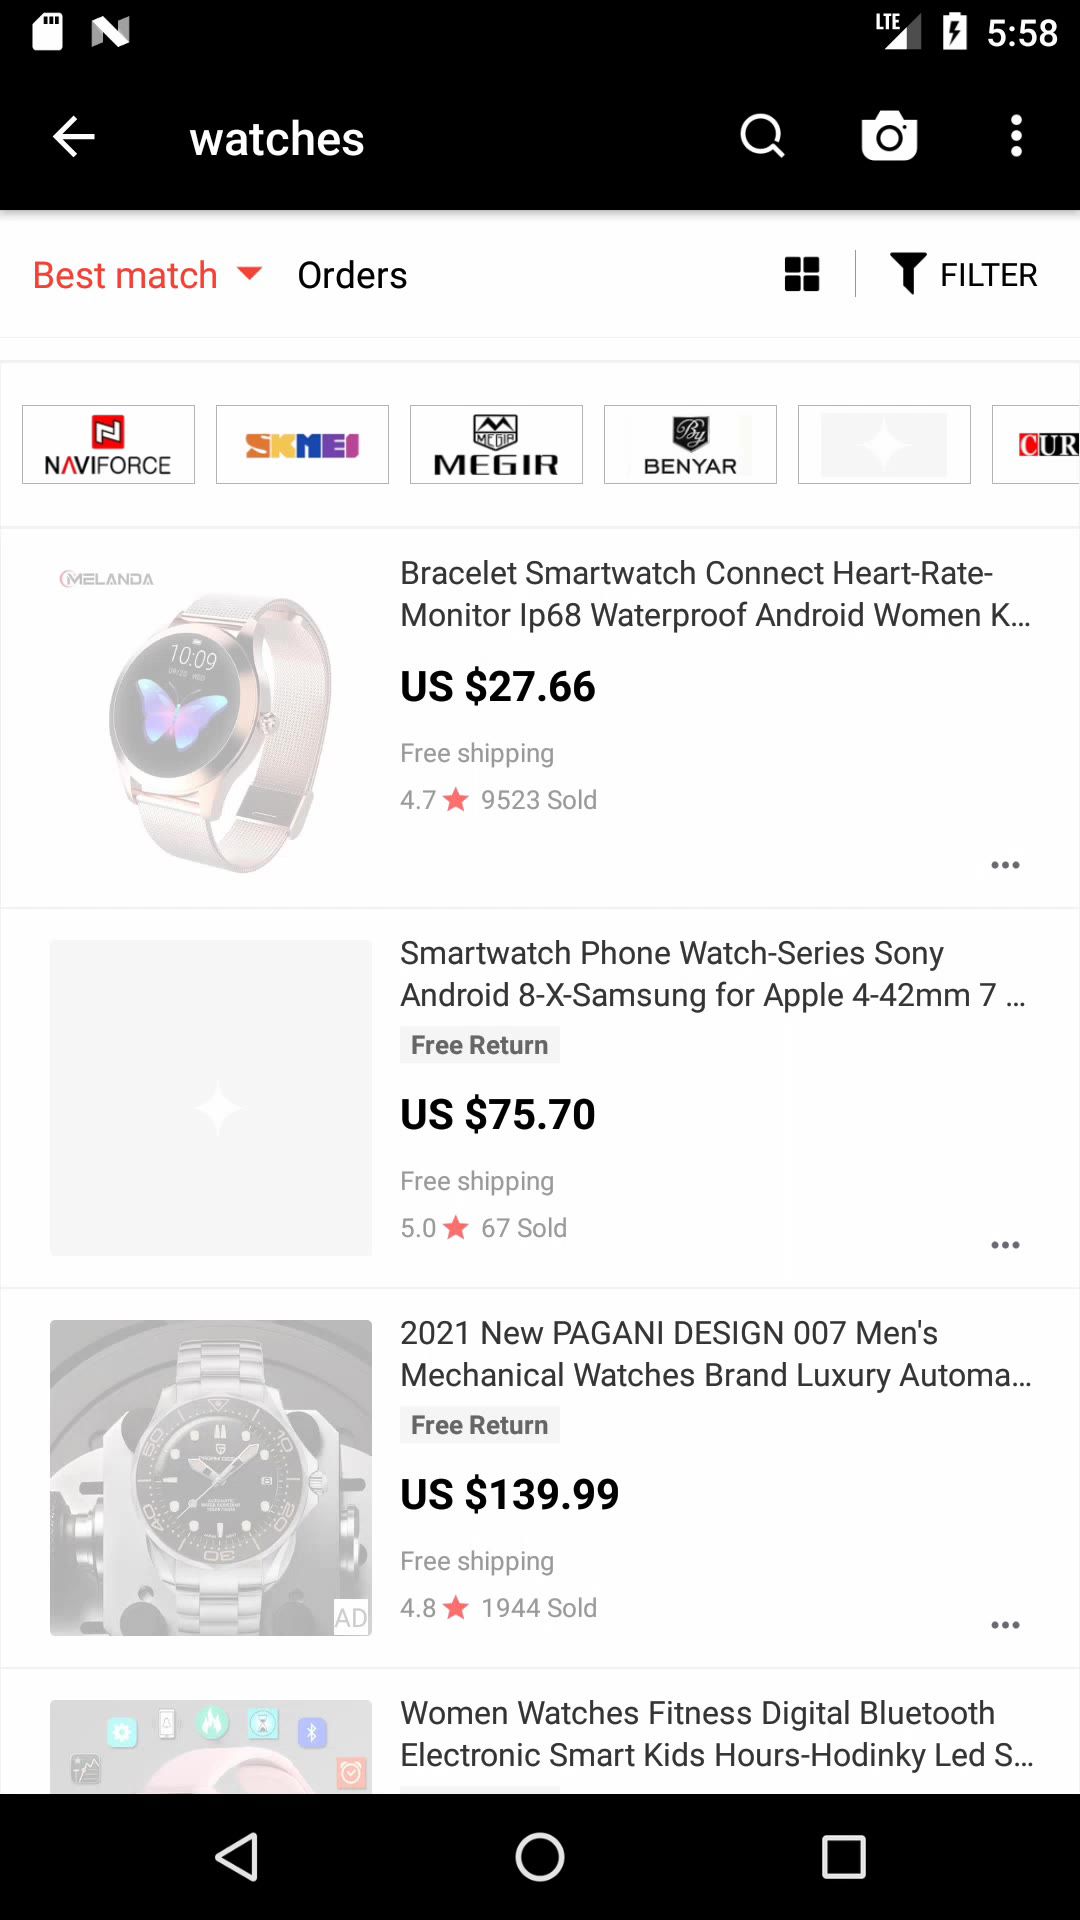 LTE 5:58
watches
Best match Orders FILTER
NAVIFORCE SKMEI MEGIR BENYAR CUR
MELANDA
10:09
Bracelet Smartwatch Connect Heart-Rate-
Monitor Ip68 Waterproof Android Women K...
US $27.66
Free shipping
4.7 9523 Sold
Smartwatch Phone Watch-Series Sony
Android 8-X-Samsung for Apple 4-42mm 7 ...
Free Return
US $75.70
Free shipping
5.0 67 Sold
2021 New PAGANI DESIGN 007 Men's
Mechanical Watches Brand Luxury Automa...
Free Return
US $139.99
Free shipping
4.8 1944 Sold
AD
Women Watches Fitness Digital Bluetooth
Electronic Smart Kids Hours-Hodinky Led S...